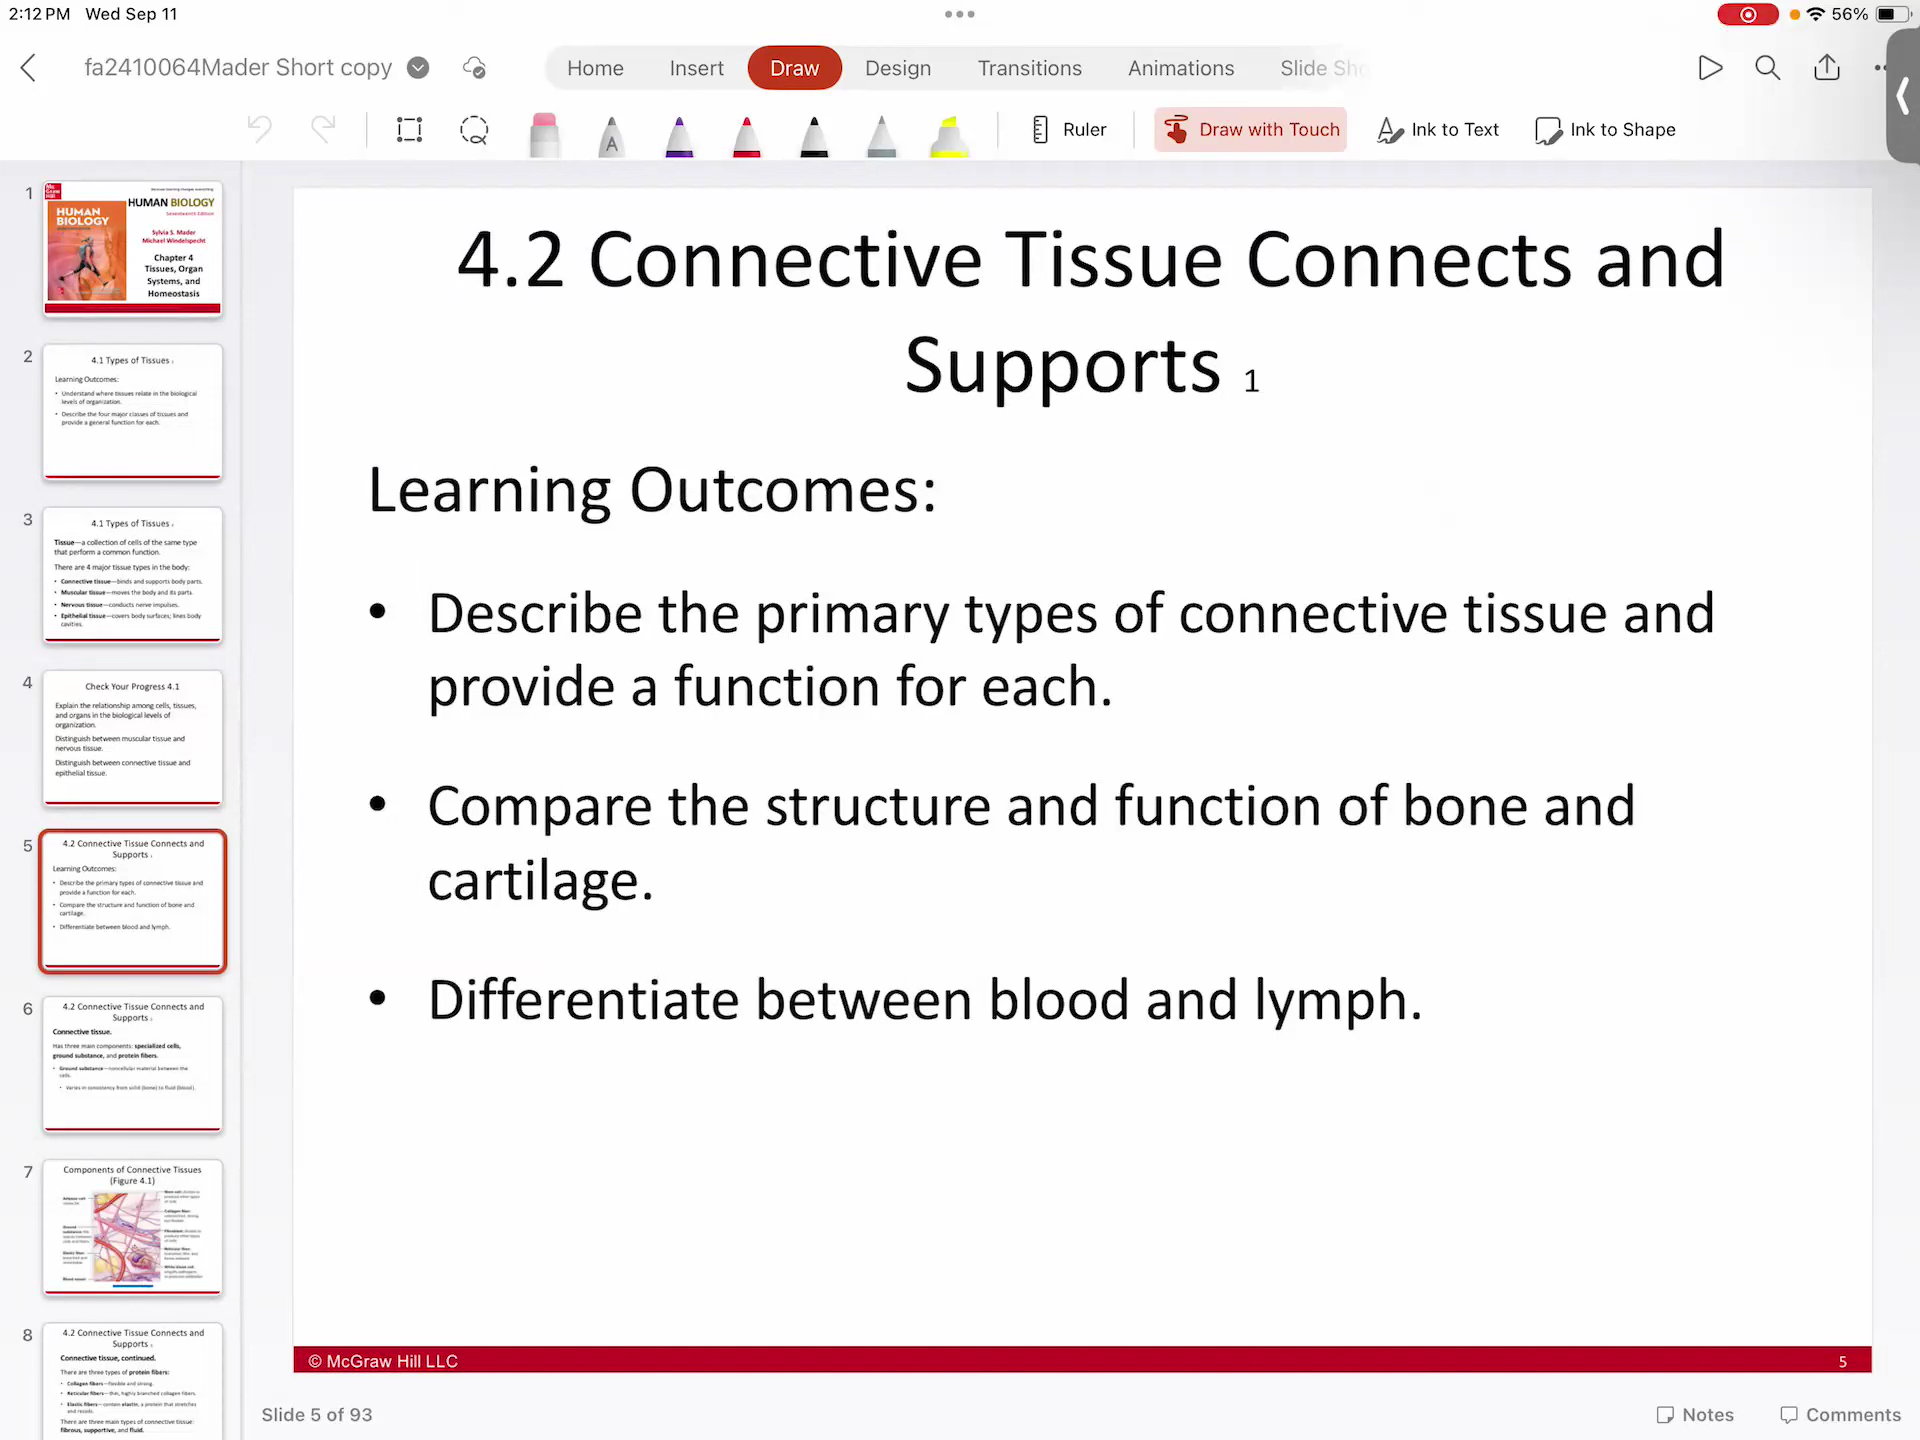 2:12 PM Wed Sep 11
56%
fa2410064Mader Short copy
Home Insert Draw Design Transitions Animations Slide Sho
A
Ruler
Draw with Touch
Ink to Text
Ink to Shape
1
HUMAN BIOLOGY
HUMAN BIOLOGY
Seventeenth Edition
Sylvia S. Mader
Michael Windelspecht
Chapter 4
Tissues, Organ
Systems, and
Homeostasis
2
4.1 Types of Tissues
Learning Outcomes:
• Understand where tissues relate in the biological
levels of organization.
• Describe the four major classes of tissues and
provide a general function for each.
3
4.1 Types of Tissues
Tissue—a collection of cells of the same type
that perform a common function.
There are 4 major tissue types in the body:
• Connective tissue—binds and supports body parts.
• Muscular tissue—moves the body and its parts.
• Nervous tissue—conducts nerve impulses.
• Epithelial tissue—covers body surfaces; lines body
cavities.
4
Check Your Progress 4.1
Explain the relationship among cells, tissues,
and organs in the biological levels of
organization.
Distinguish between muscular tissue and
nervous tissue.
Distinguish between connective tissue and
epithelial tissue.
5
4.2 Connective Tissue Connects and
Supports 1
Learning Outcomes:
• Describe the primary types of connective tissue and
provide a function for each.
• Compare the structure and function of bone and
cartilage.
• Differentiate between blood and lymph.
6
4.2 Connective Tissue Connects and
Supports
Connective tissue.
Has three main components: specialized cells,
ground substance, and protein fibers.
• Ground substance—noncellular material between the
cells.
• Varies in consistency from solid (bone) to fluid (blood).
7
Components of Connective Tissues
(Figure 4.1)
8
4.2 Connective Tissue Connects and
Supports
Connective tissue, continued.
There are three types of protein fibers:
• Collagen fibers—flexible and strong.
• Reticular fibers—thin, highly branched collagen fibers.
• Elastic fibers—contain elastin, a protein that stretches
and recoils.
There are three main types of connective tissue:
fibrous, supportive, and fluid.
4.2 Connective Tissue Connects and
Supports 1
Learning Outcomes:
• Describe the primary types of connective tissue and
provide a function for each.
• Compare the structure and function of bone and
cartilage.
• Differentiate between blood and lymph.
© McGraw Hill LLC
5
Slide 5 of 93
Notes
Comments